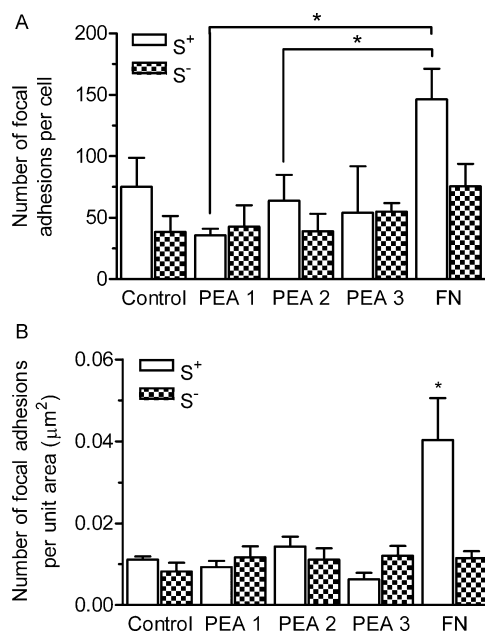 A
Number of focal
adhesions per cell
200
150
100
50
0
S⁺
S⁻
*
*
Control PEA 1 PEA 2 PEA 3 FN
B
Number of focal adhesions
per unit area (μm²)
0.06
0.04
0.02
0.00
S⁺
S⁻
*
Control PEA 1 PEA 2 PEA 3 FN